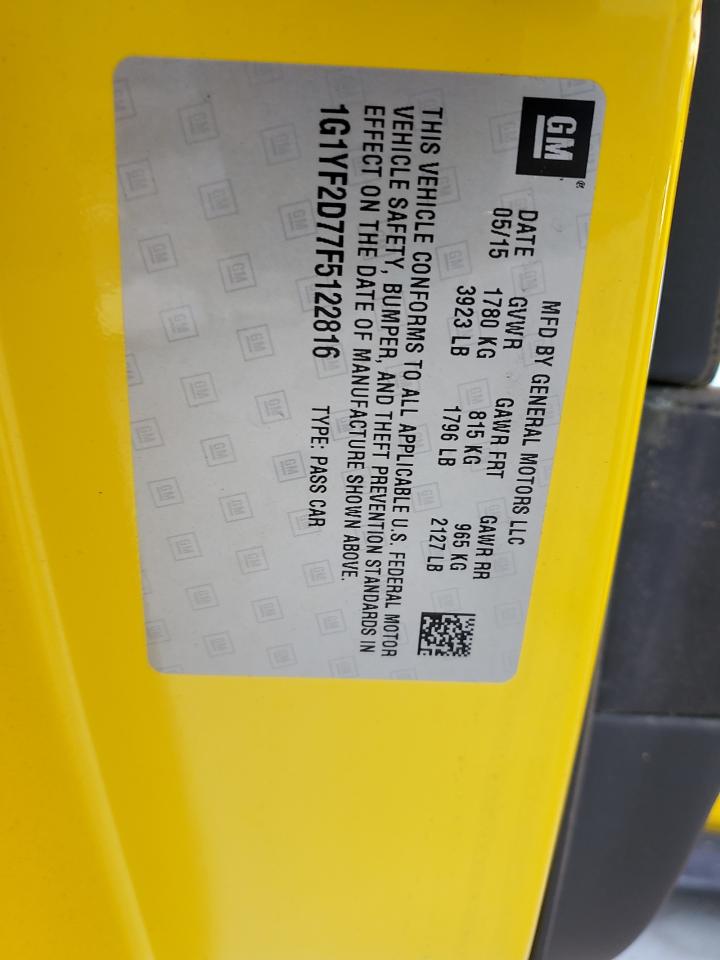 GM
MFD BY GENERAL MOTORS LLC
DATE GVWR GAWR FRT GAWR RR
05/15 1780 KG 815 KG 965 KG
3923 LB 1796 LB 2127 LB
THIS VEHICLE CONFORMS TO ALL APPLICABLE U.S. FEDERAL MOTOR
VEHICLE SAFETY, BUMPER, AND THEFT PREVENTION STANDARDS IN
EFFECT ON THE DATE OF MANUFACTURE SHOWN ABOVE.
1G1YF2D77F5122816 TYPE: PASS CAR